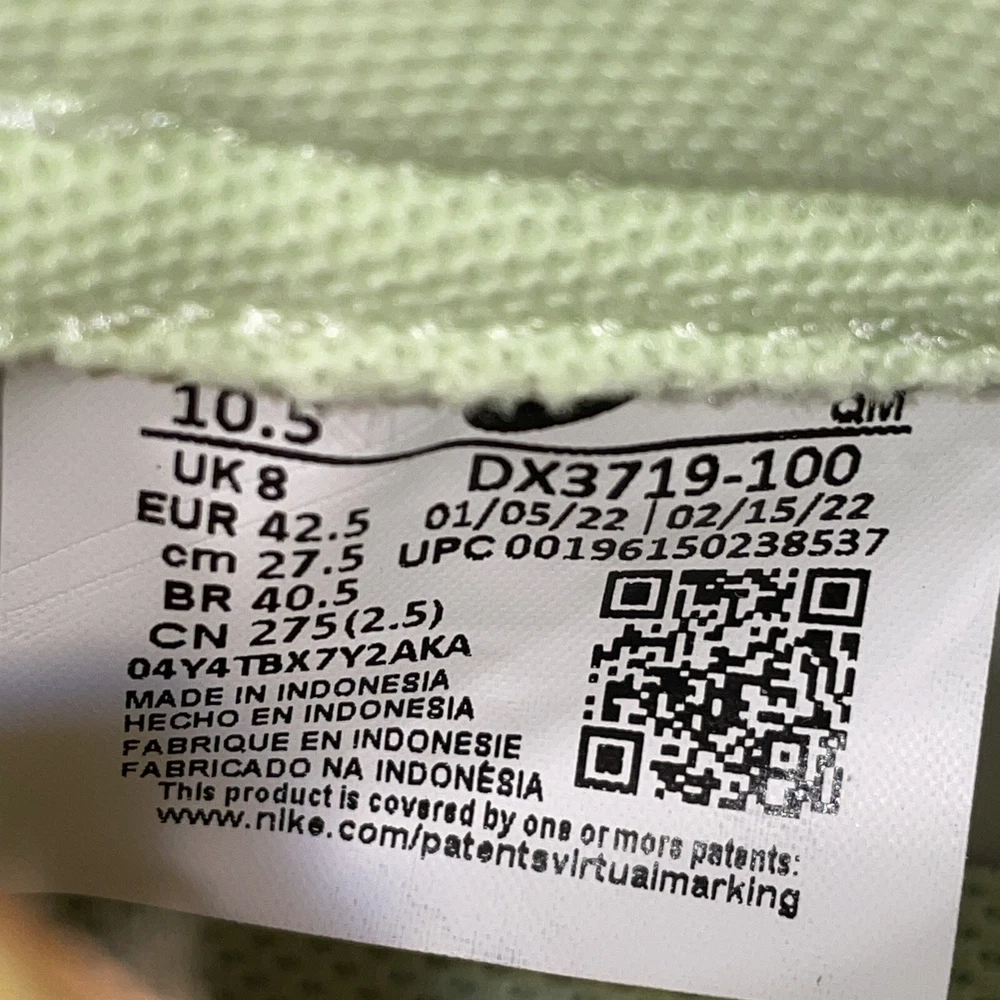 10.5 QM
UK 8 DX3719-100
EUR 42.5 01/05/22 | 02/15/22
cm 27.5 UPC 00196150238537
BR 40.5
CN 275(2.5)
04Y4TBX7Y2AKA
MADE IN INDONESIA
HECHO EN INDONESIA
FABRIQUE EN INDONESIE
FABRICADO NA INDONÉSIA
This product is covered by one or more patents:
www.nike.com/patentsvirtualmarking